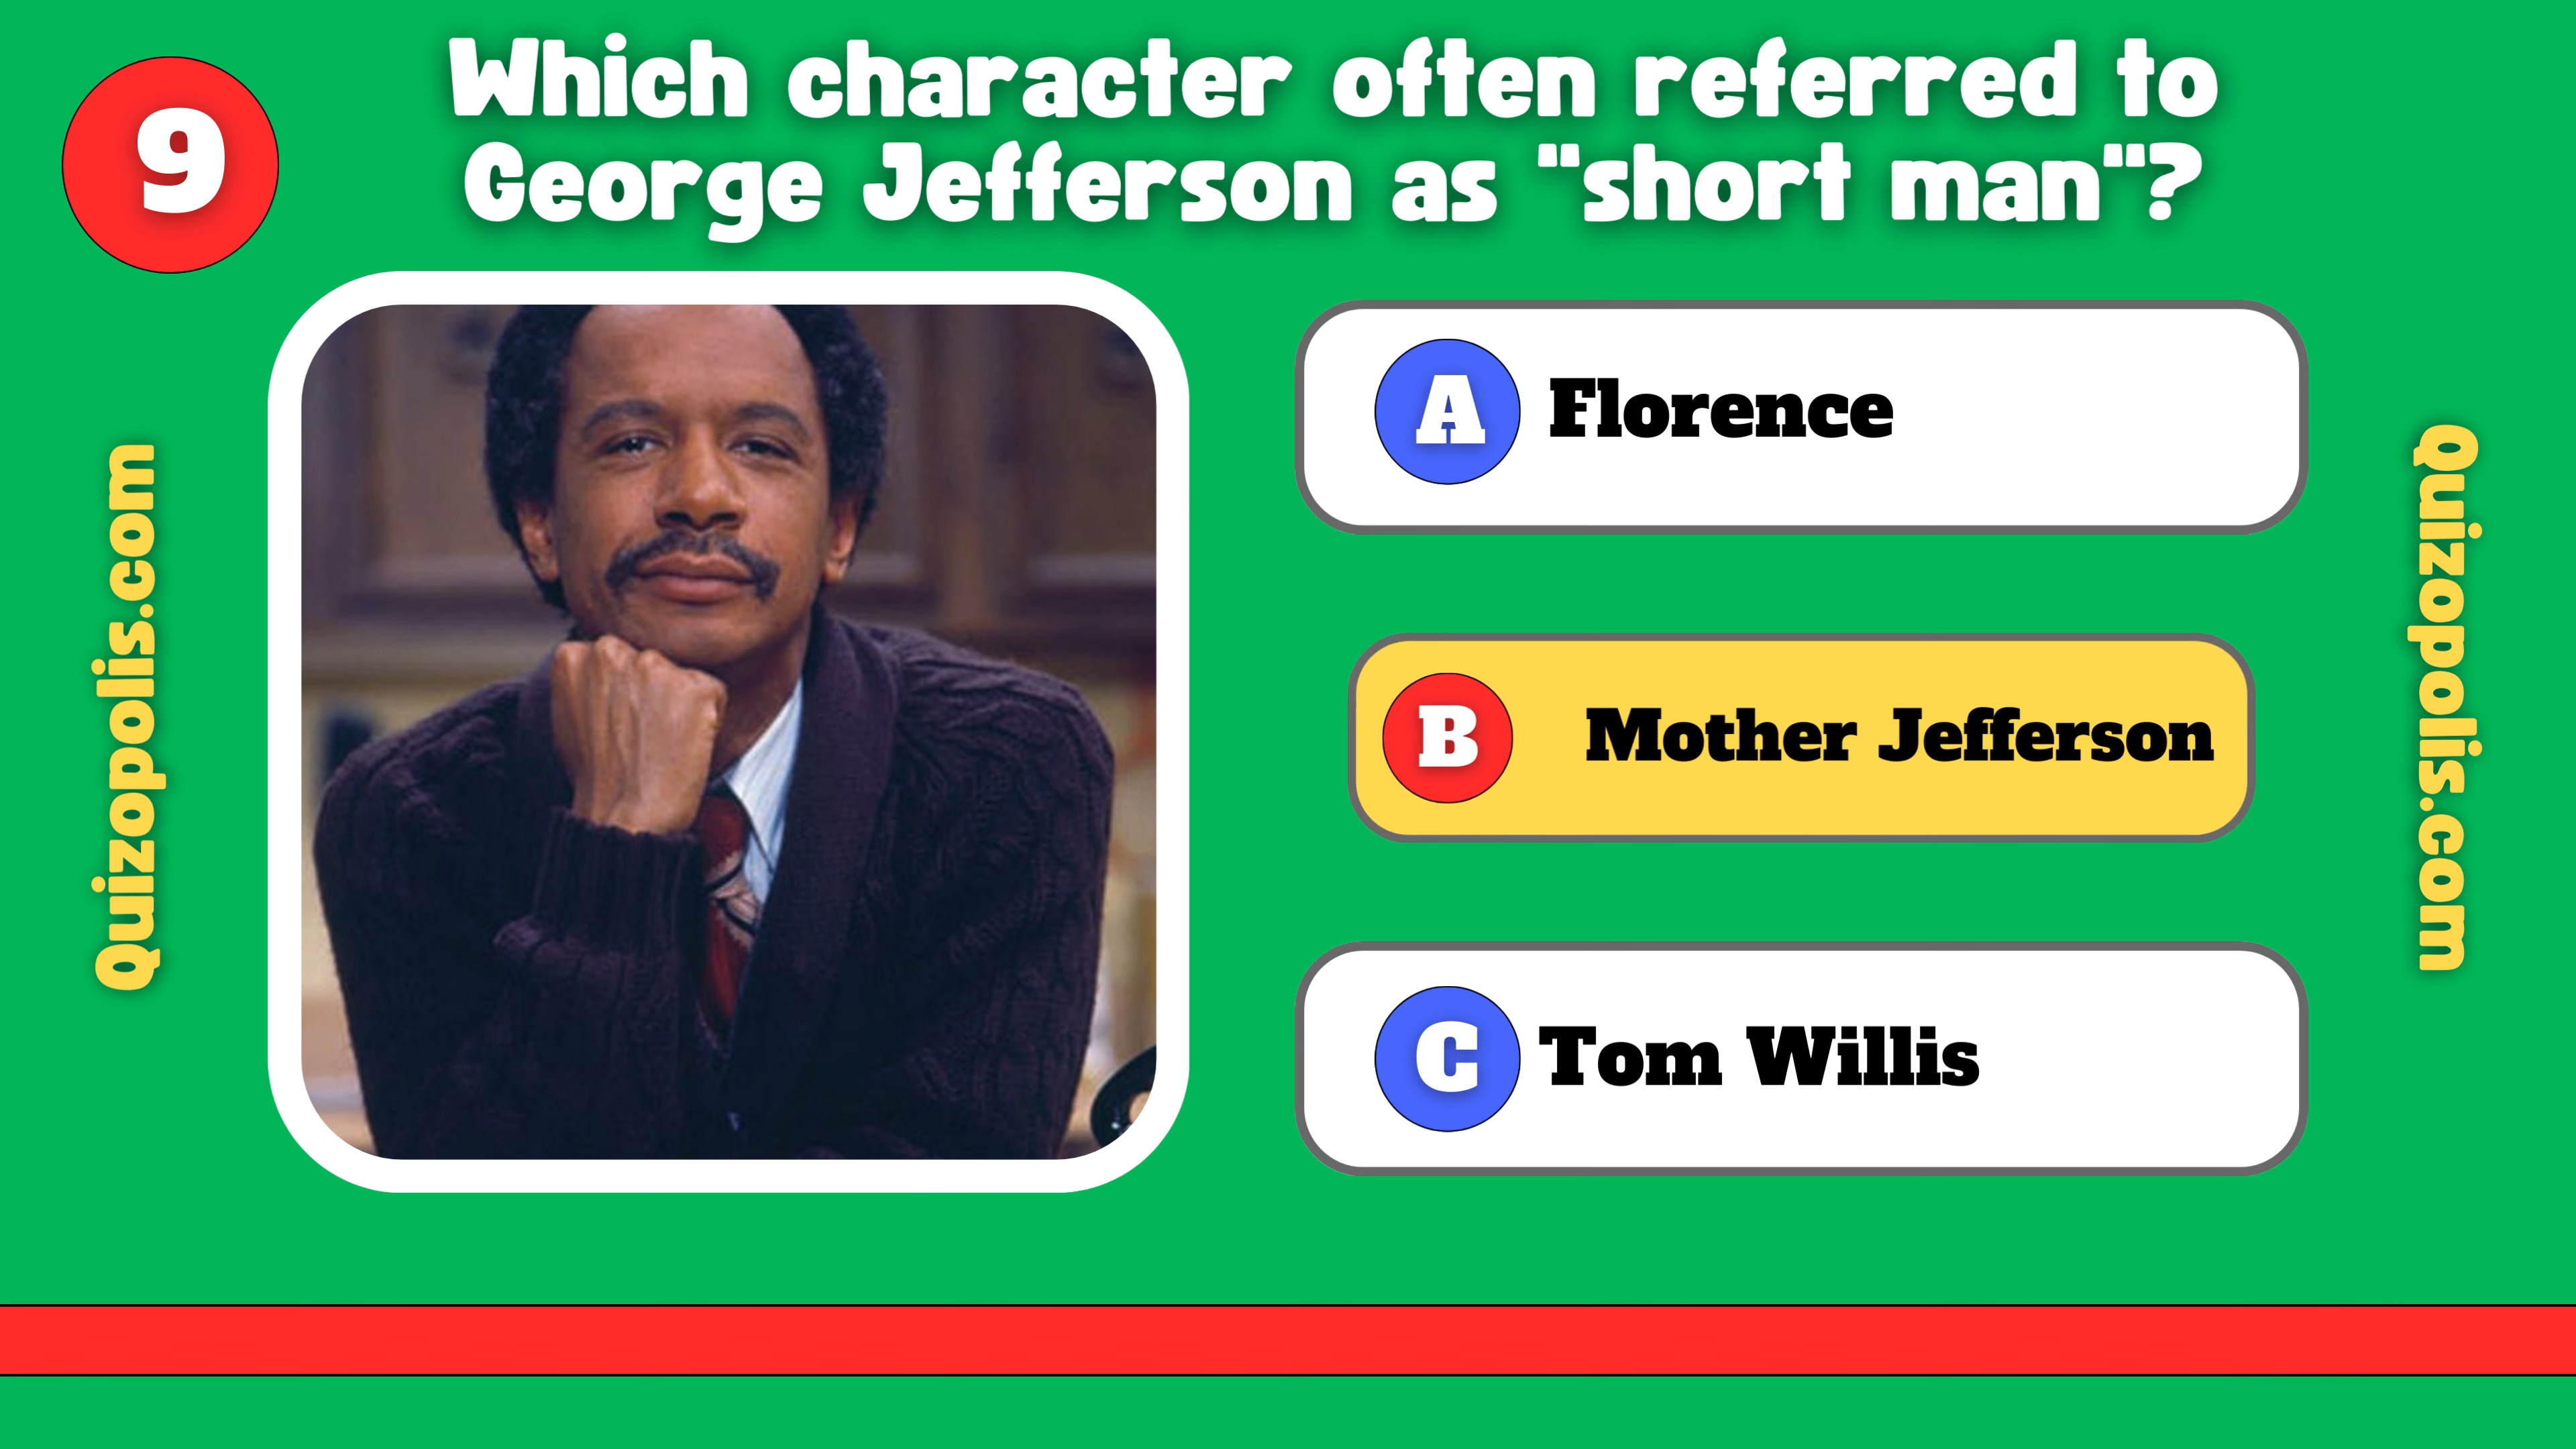 9
Which character often referred to
George Jefferson as "short man"?
Quizopolis.com
A Florence
B Mother Jefferson
C Tom Willis
Quizopolis.com